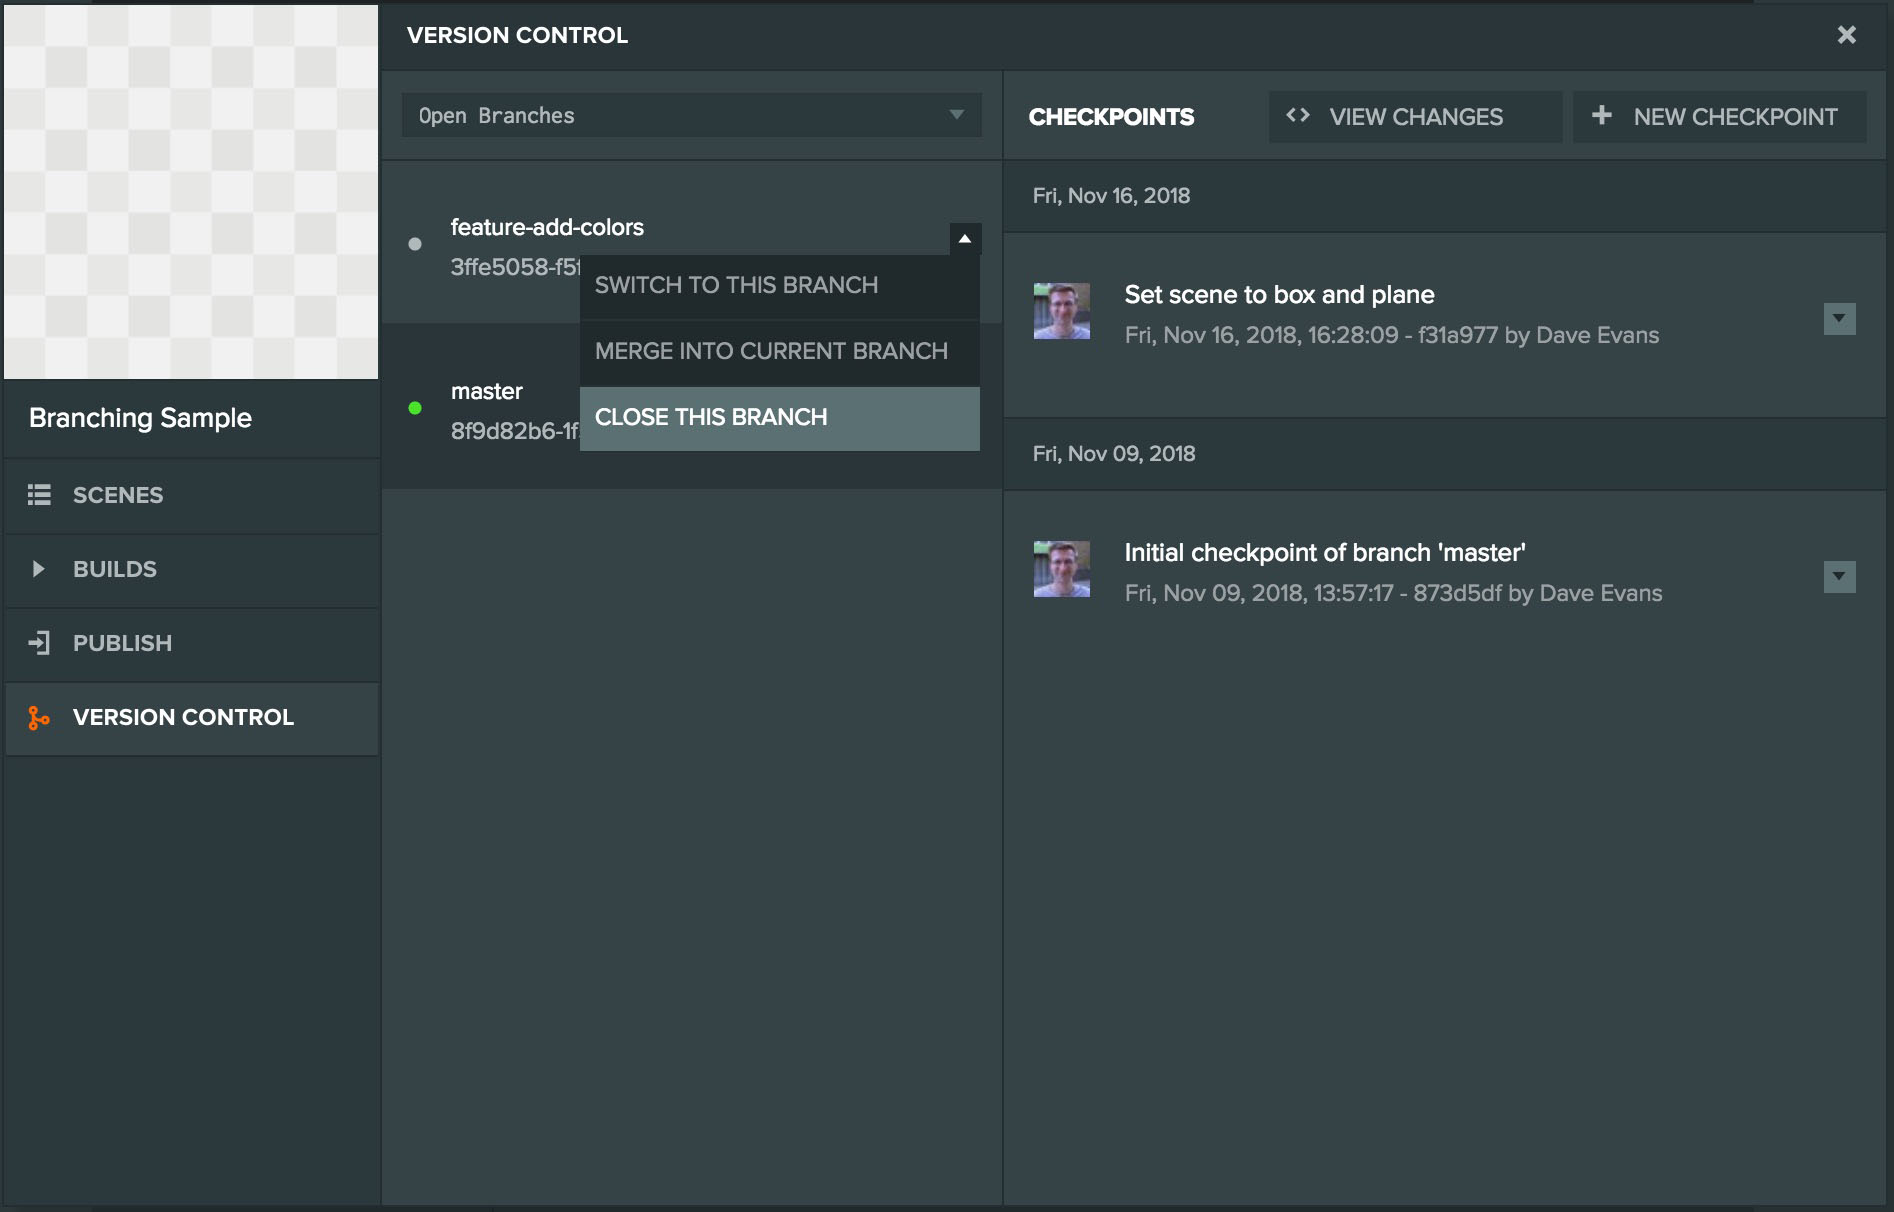 VERSION CONTROL
Open Branches
CHECKPOINTS
VIEW CHANGES
NEW CHECKPOINT
Fri, Nov 16, 2018
feature-add-colors
3ffe5058-f5f
SWITCH TO THIS BRANCH
MERGE INTO CURRENT BRANCH
CLOSE THIS BRANCH
master
8f9d82b6-1f
Set scene to box and plane
Fri, Nov 16, 2018, 16:28:09 - f31a977 by Dave Evans
Fri, Nov 09, 2018
Initial checkpoint of branch 'master'
Fri, Nov 09, 2018, 13:57:17 - 873d5df by Dave Evans
Branching Sample
SCENES
BUILDS
PUBLISH
VERSION CONTROL